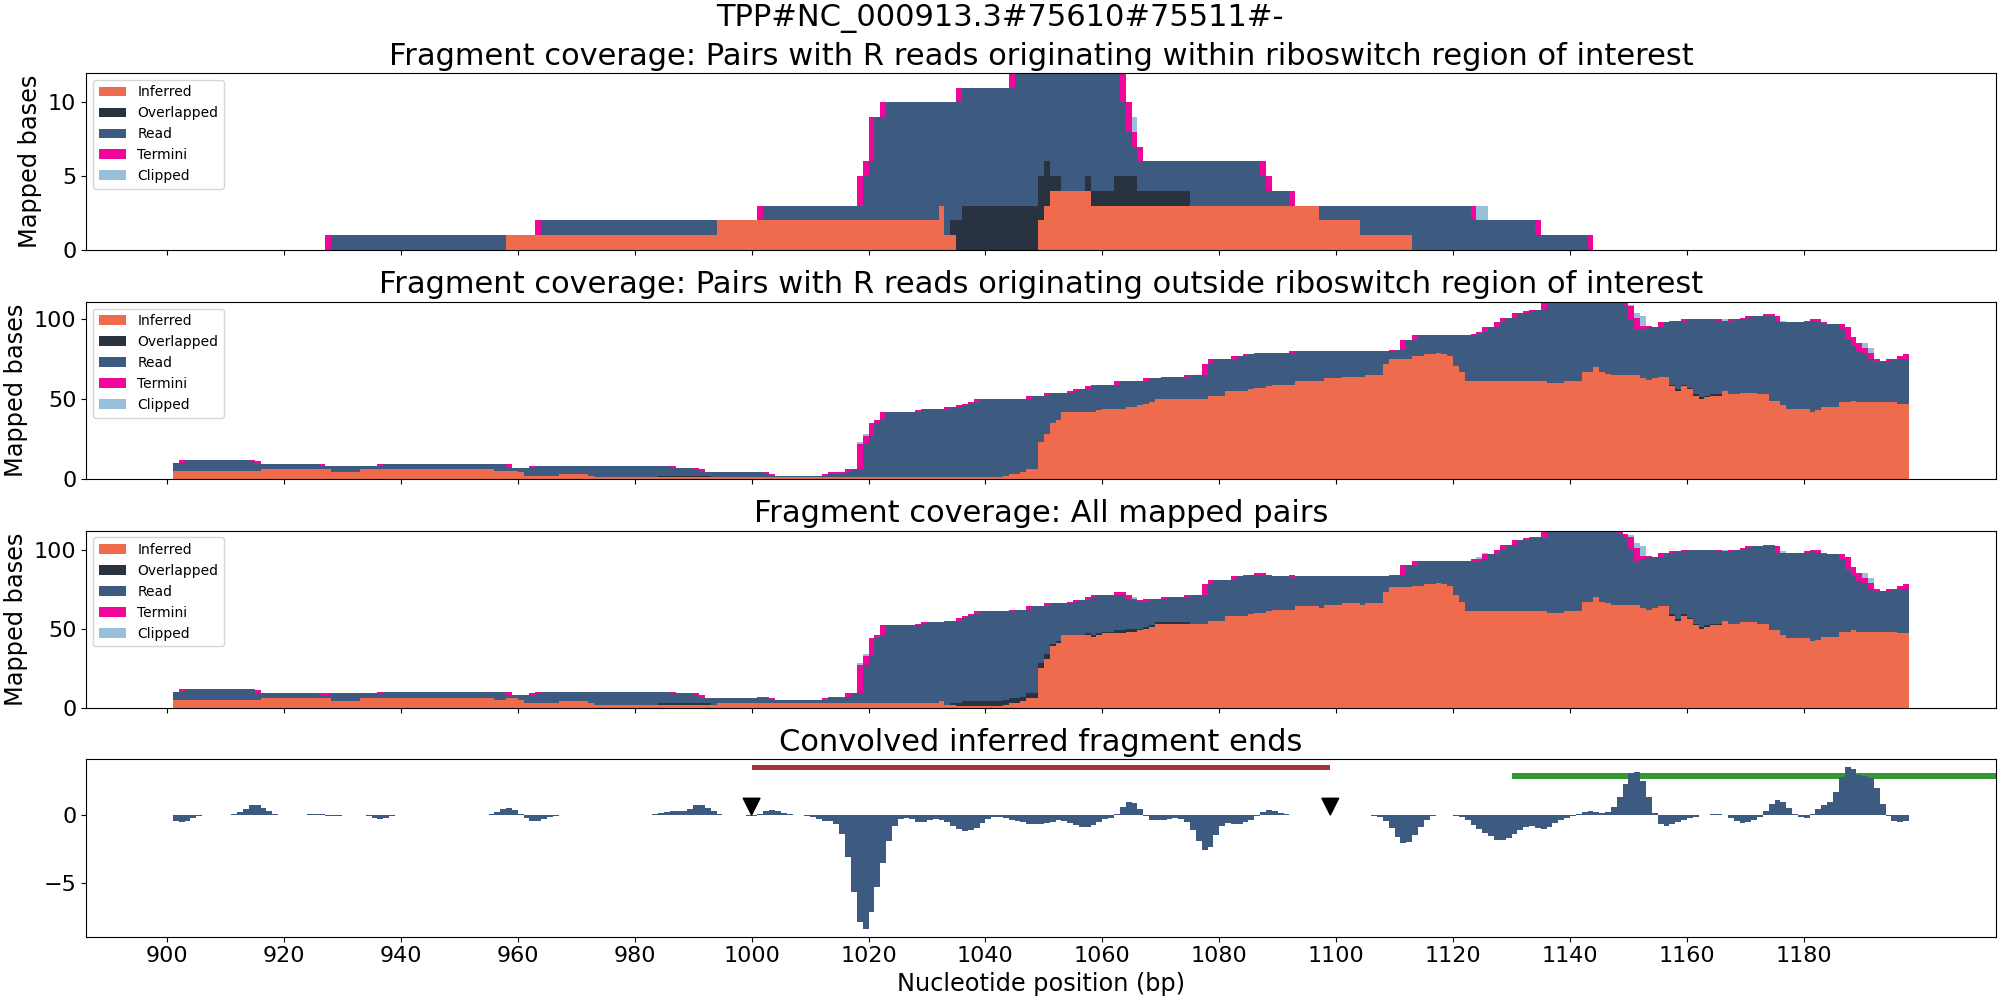 TPP#NC_000913.3#75610#75511#-
Fragment coverage: Pairs with R reads originating within riboswitch region of interest
Mapped bases
10
5
0
Inferred
Overlapped
Read
Termini
Clipped
Fragment coverage: Pairs with R reads originating outside riboswitch region of interest
Mapped bases
100
50
0
Inferred
Overlapped
Read
Termini
Clipped
Fragment coverage: All mapped pairs
Mapped bases
100
50
0
Inferred
Overlapped
Read
Termini
Clipped
Convolved inferred fragment ends
0
−5
900 920 940 960 980 1000 1020 1040 1060 1080 1100 1120 1140 1160 1180
Nucleotide position (bp)